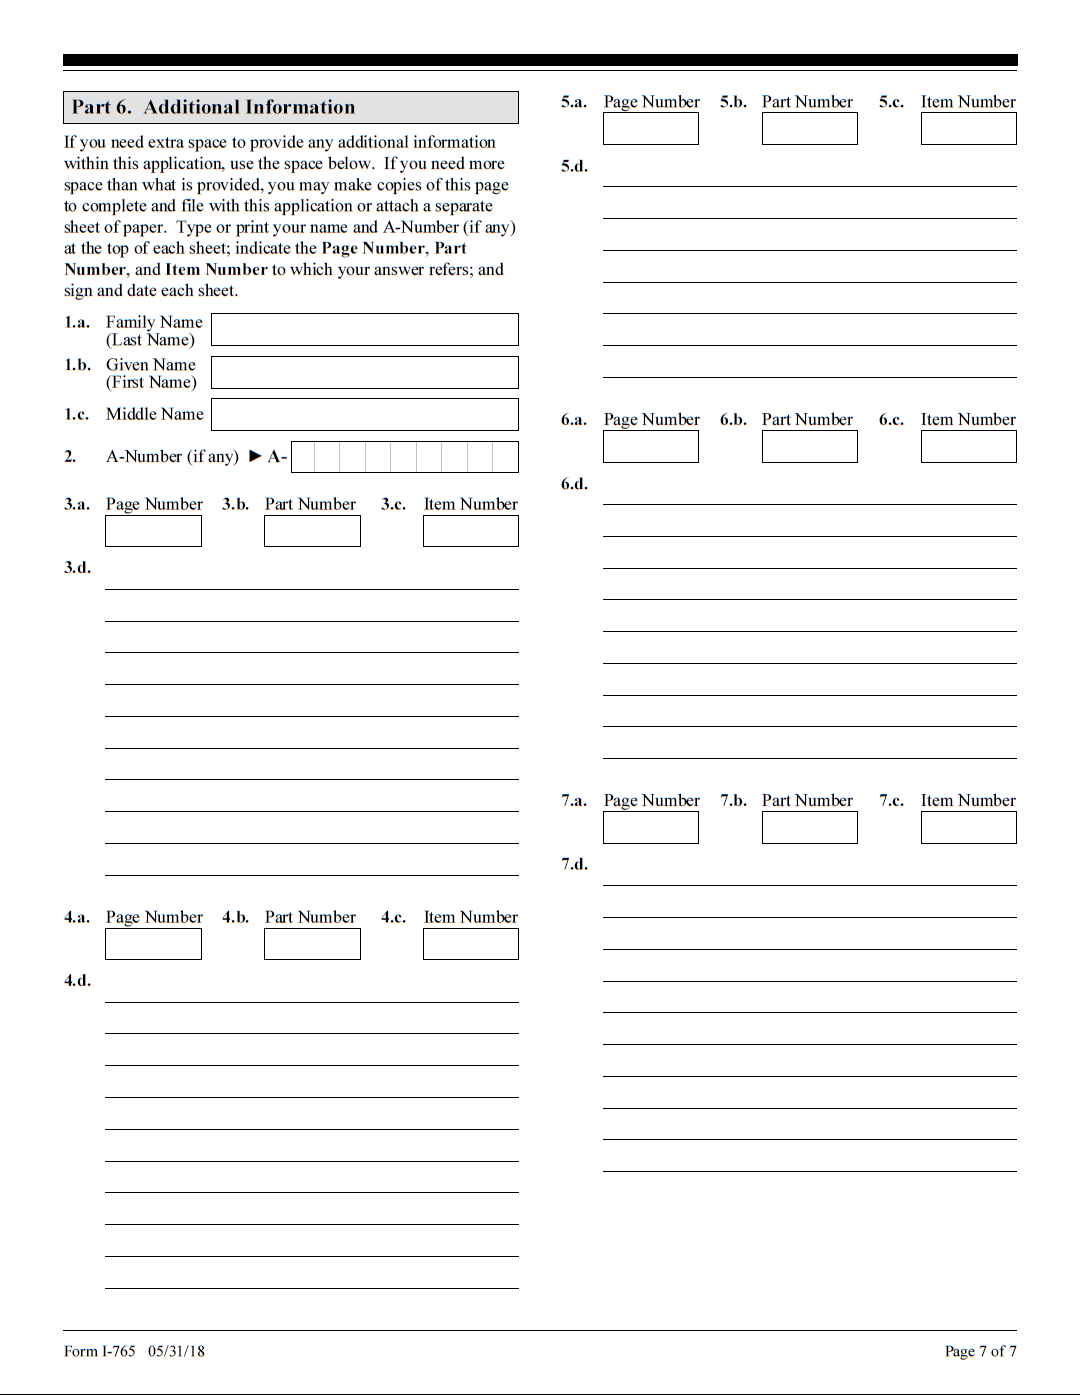 Part 6.  Additional Information
If you need extra space to provide any additional information
within this application, use the space below.  If you need more
space than what is provided, you may make copies of this page
to complete and file with this application or attach a separate
sheet of paper.  Type or print your name and A-Number (if any)
at the top of each sheet; indicate the Page Number, Part
Number, and Item Number to which your answer refers; and
sign and date each sheet.
1.a. Family Name
(Last Name)
1.b. Given Name
(First Name)
1.c. Middle Name
2. A-Number (if any) ► A-
3.a. Page Number 3.b. Part Number 3.c. Item Number
3.d.
4.a. Page Number 4.b. Part Number 4.c. Item Number
4.d.
5.a. Page Number 5.b. Part Number 5.c. Item Number
5.d.
6.a. Page Number 6.b. Part Number 6.c. Item Number
6.d.
7.a. Page Number 7.b. Part Number 7.c. Item Number
7.d.
Form I-765 05/31/18 Page 7 of 7